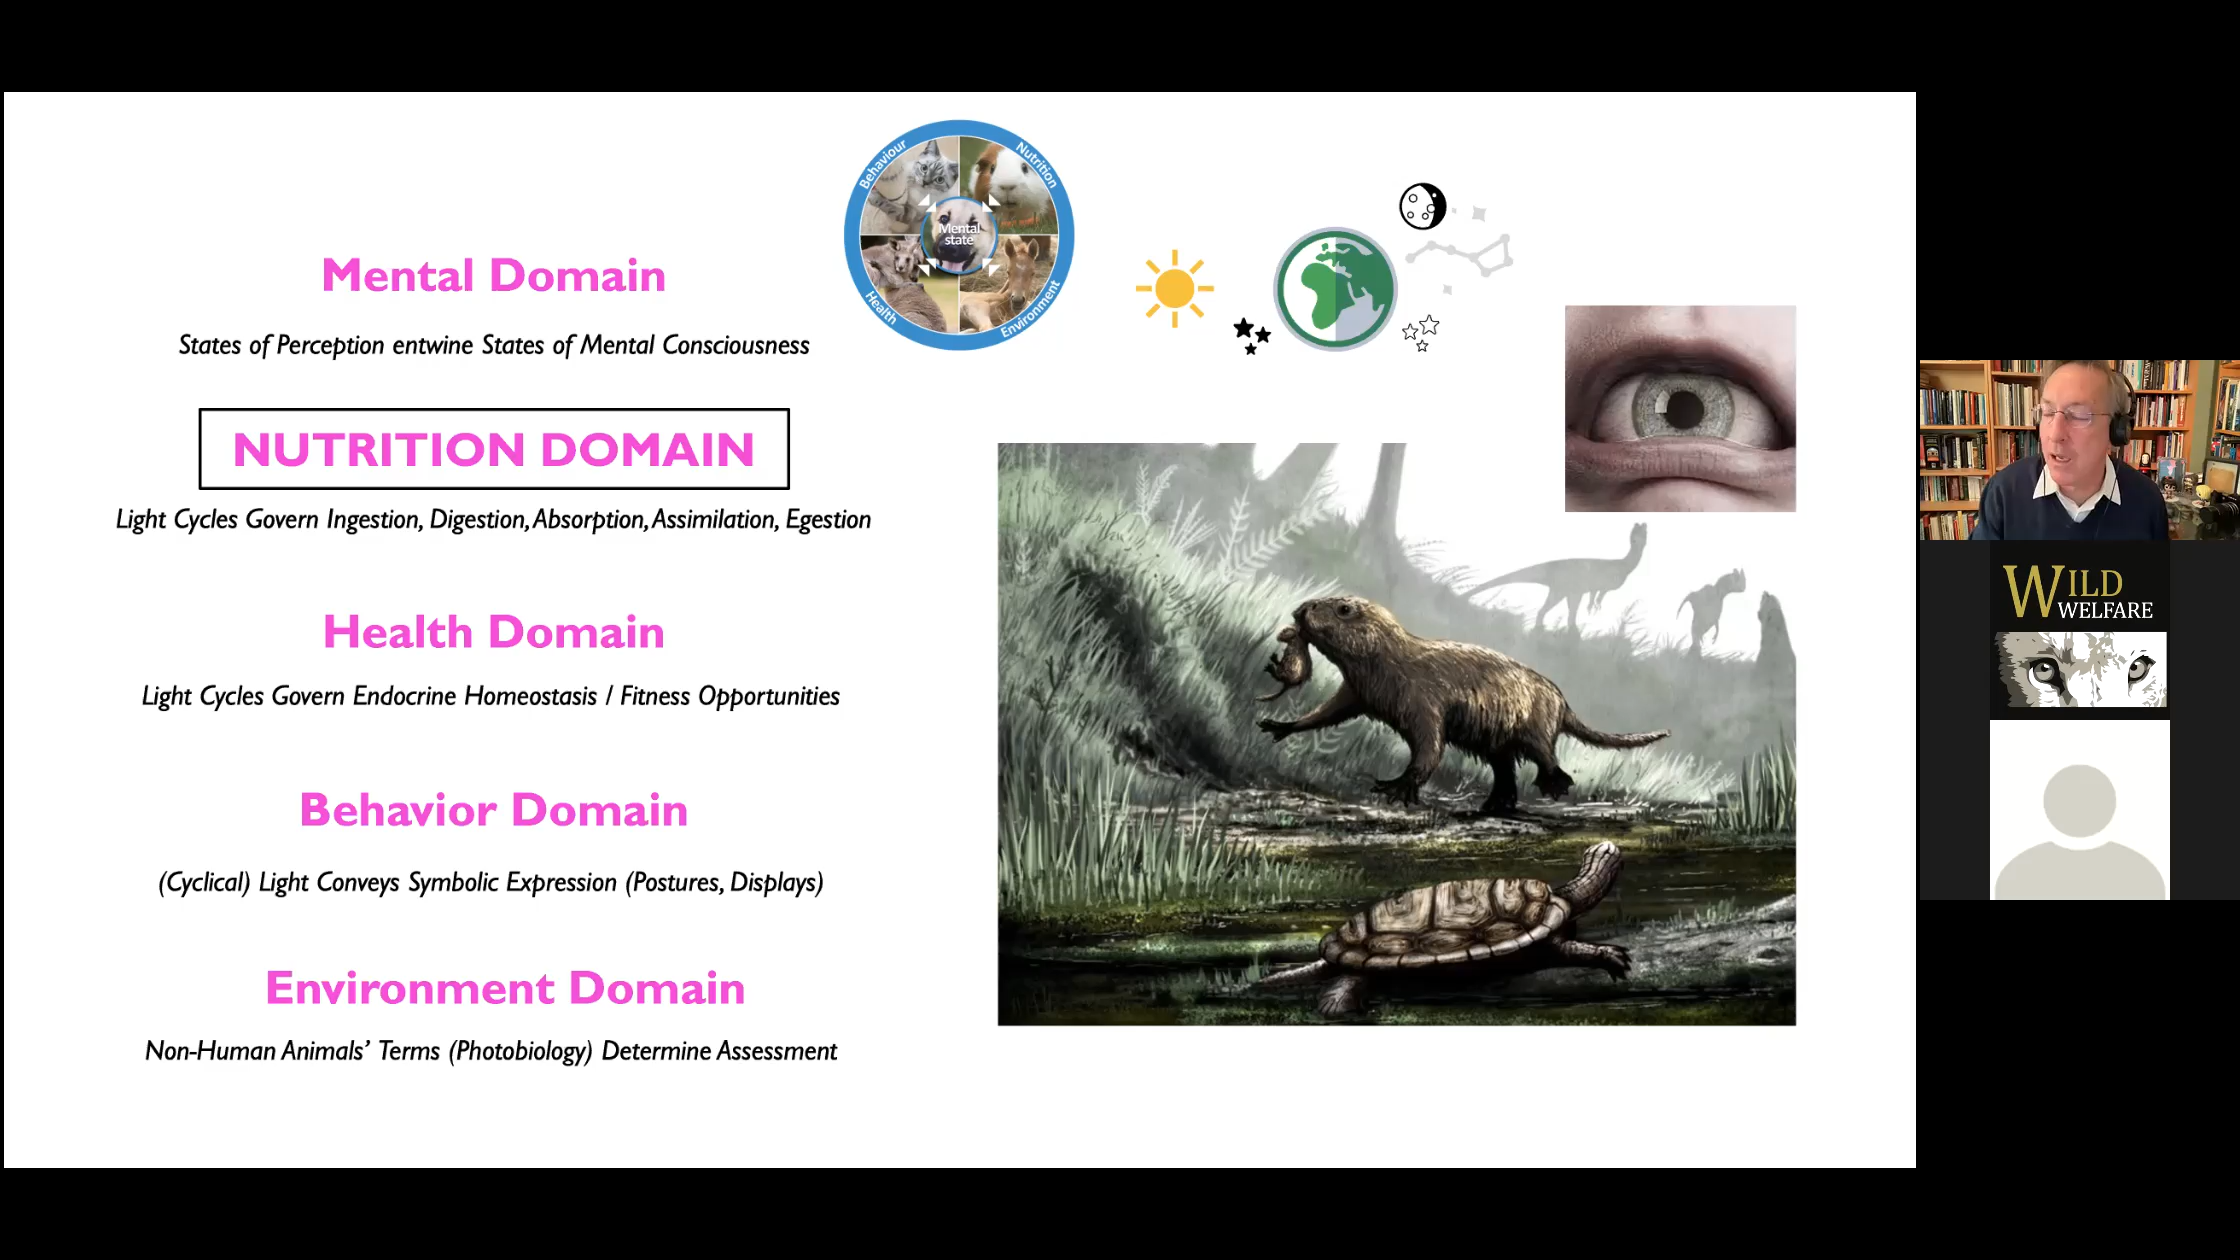 Mental Domain
States of Perception entwine States of Mental Consciousness
NUTRITION DOMAIN
Light Cycles Govern Ingestion, Digestion, Absorption, Assimilation, Egestion
Health Domain
Light Cycles Govern Endocrine Homeostasis / Fitness Opportunities
Behavior Domain
(Cyclical) Light Conveys Symbolic Expression (Postures, Displays)
Environment Domain
Non-Human Animals’ Terms (Photobiology) Determine Assessment
Behaviour
Nutrition
Mental
state
Health
Environment
WILD
WELFARE